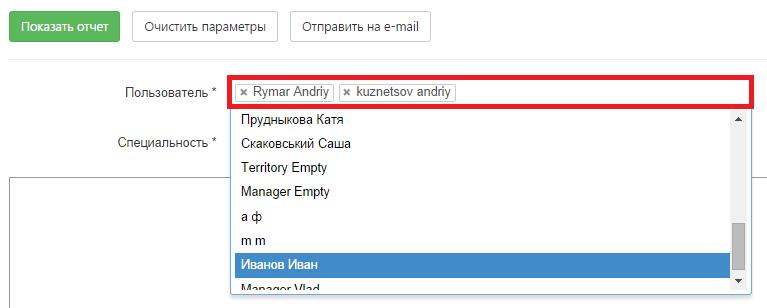 Показать отчет Очистить параметры Отправить на e-mail
Пользователь * × Rymar Andriy × kuznetsov andriy
Прудныкова Катя
Специальность * Скаковський Саша
Territory Empty
Manager Empty
а ф
m m
Иванов Иван
Manager Vlad